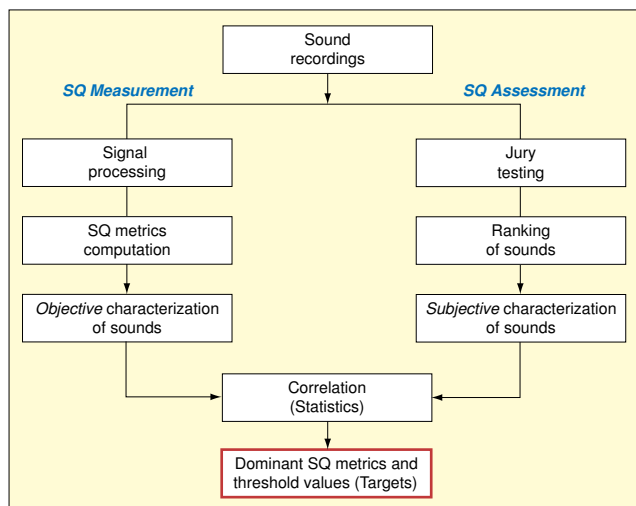 Sound
recordings
SQ Measurement
SQ Assessment
Signal
processing
Jury
testing
SQ metrics
computation
Ranking
of sounds
Objective characterization
of sounds
Subjective characterization
of sounds
Correlation
(Statistics)
Dominant SQ metrics and
threshold values (Targets)